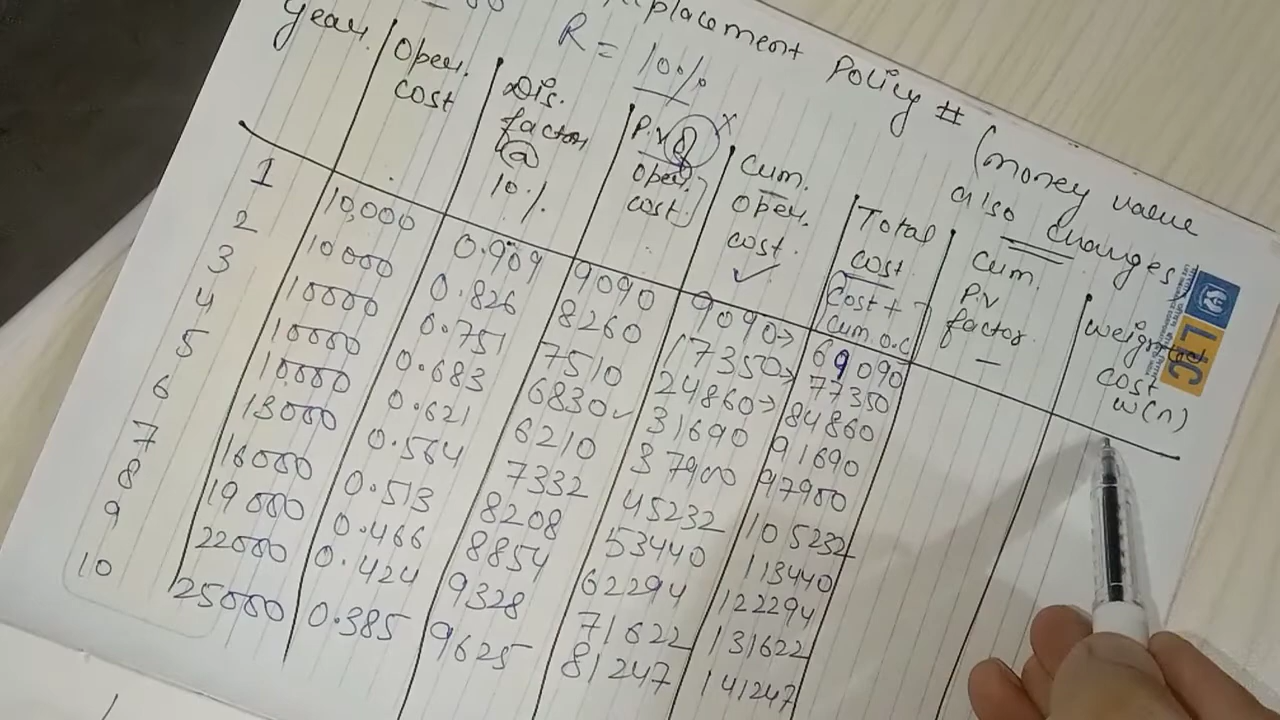 Replacement Policy # (money value
also changes
R = 10%
Year | Oper. cost | Dis. factor @ 10% | P.V of oper. cost | Cum. oper. cost ✓ | Total cost (cost + cum. o.c) | Cum. P.V factor | weighted cost w(n)
1 | 10,000 | 0.909 | 9090 | 9090 → | 69090
2 | 10000 | 0.826 | 8260 | 17350 → | 77350
3 | 10000 | 0.751 | 7510 | 24860 → | 84860
4 | 10000 | 0.683 | 6830 ✓ | 31690 | 91690
5 | 10,000 | 0.621 | 6210 | 37900 | 97900
6 | 13000 | 0.564 | 7332 | 45232 | 105232
7 | 16000 | 0.513 | 8208 | 53440 | 113440
8 | 19000 | 0.466 | 8854 | 62294 | 122294
9 | 22000 | 0.424 | 9328 | 71622 | 131622
10 | 25000 | 0.385 | 9625 | 81247 | 141247
LIC